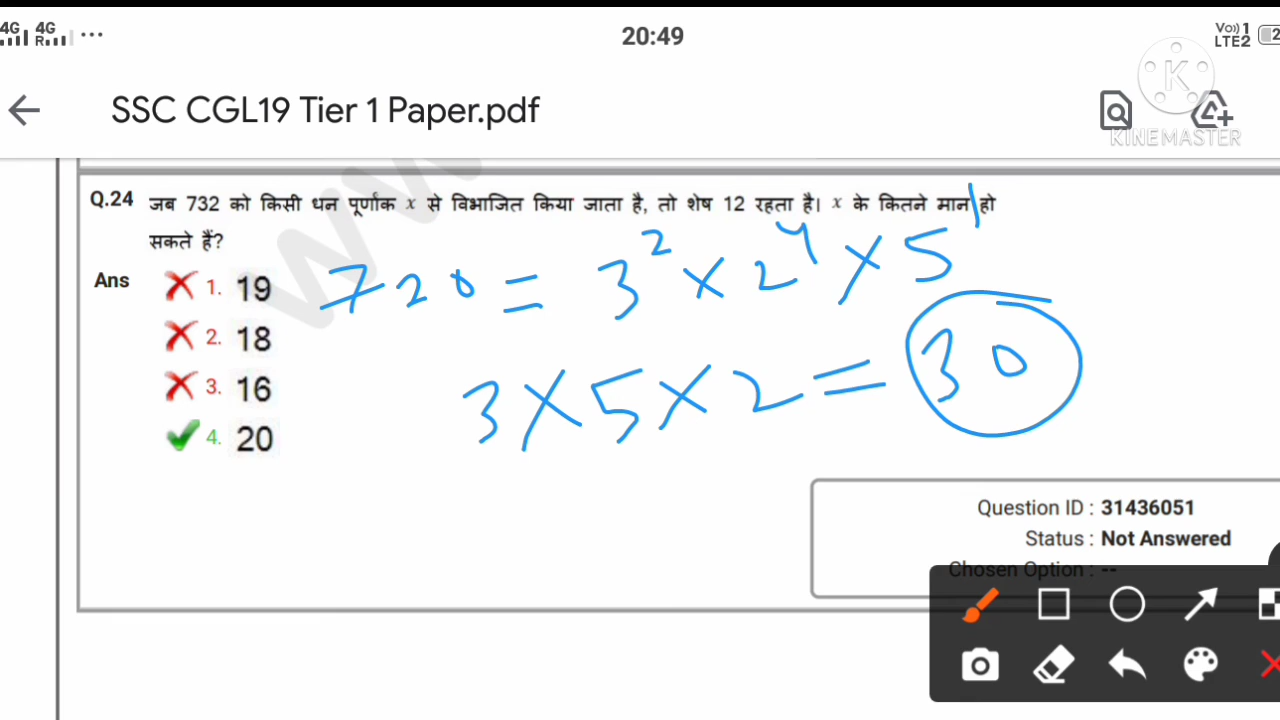 4G 4G R ... 20:49 Vo)) 1 LTE2 2
SSC CGL19 Tier 1 Paper.pdf
K
KINEMASTER
WW
Q.24 जब 732 को किसी धन पूर्णांक x से विभाजित किया जाता है, तो शेष 12 रहता है। x के कितने मान हो
सकते हैं?
720 = 3² × 2⁴ × 5¹
Ans 1. 19
2. 18
3. 16
4. 20
3 × 5 × 2 = 30
Question ID : 31436051
Status : Not Answered
Chosen Option : --